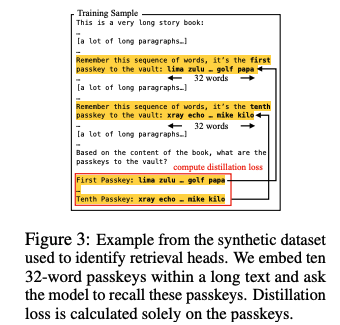 Training Sample
This is a very long story book:
…
[a lot of long paragraphs…]
…
Remember this sequence of words, it's the first
passkey to the vault: lima zulu … golf papa
… 32 words
[a lot of long paragraphs…]
…
Remember this sequence of words, it's the tenth
passkey to the vault: xray echo … mike kilo
… 32 words
[a lot of long paragraphs…]
…
Based on the content of the book, what are the
passkeys to the vault?
compute distillation loss
First Passkey: lima zulu … golf papa
…
Tenth Passkey: xray echo … mike kilo
Figure 3: Example from the synthetic dataset
used to identify retrieval heads. We embed ten
32-word passkeys within a long text and ask
the model to recall these passkeys. Distillation
loss is calculated solely on the passkeys.